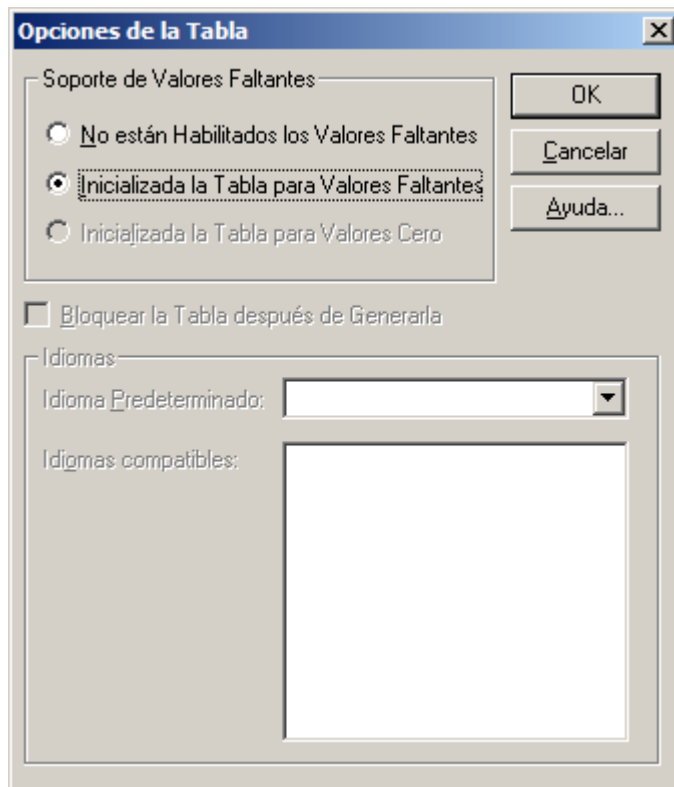 Opciones de la Tabla
Soporte de Valores Faltantes
No están Habilitados los Valores Faltantes
Inicializada la Tabla para Valores Faltantes
Inicializada la Tabla para Valores Cero
OK
Cancelar
Ayuda...
Bloquear la Tabla después de Generarla
Idiomas
Idioma Predeterminado:
Idiomas compatibles: